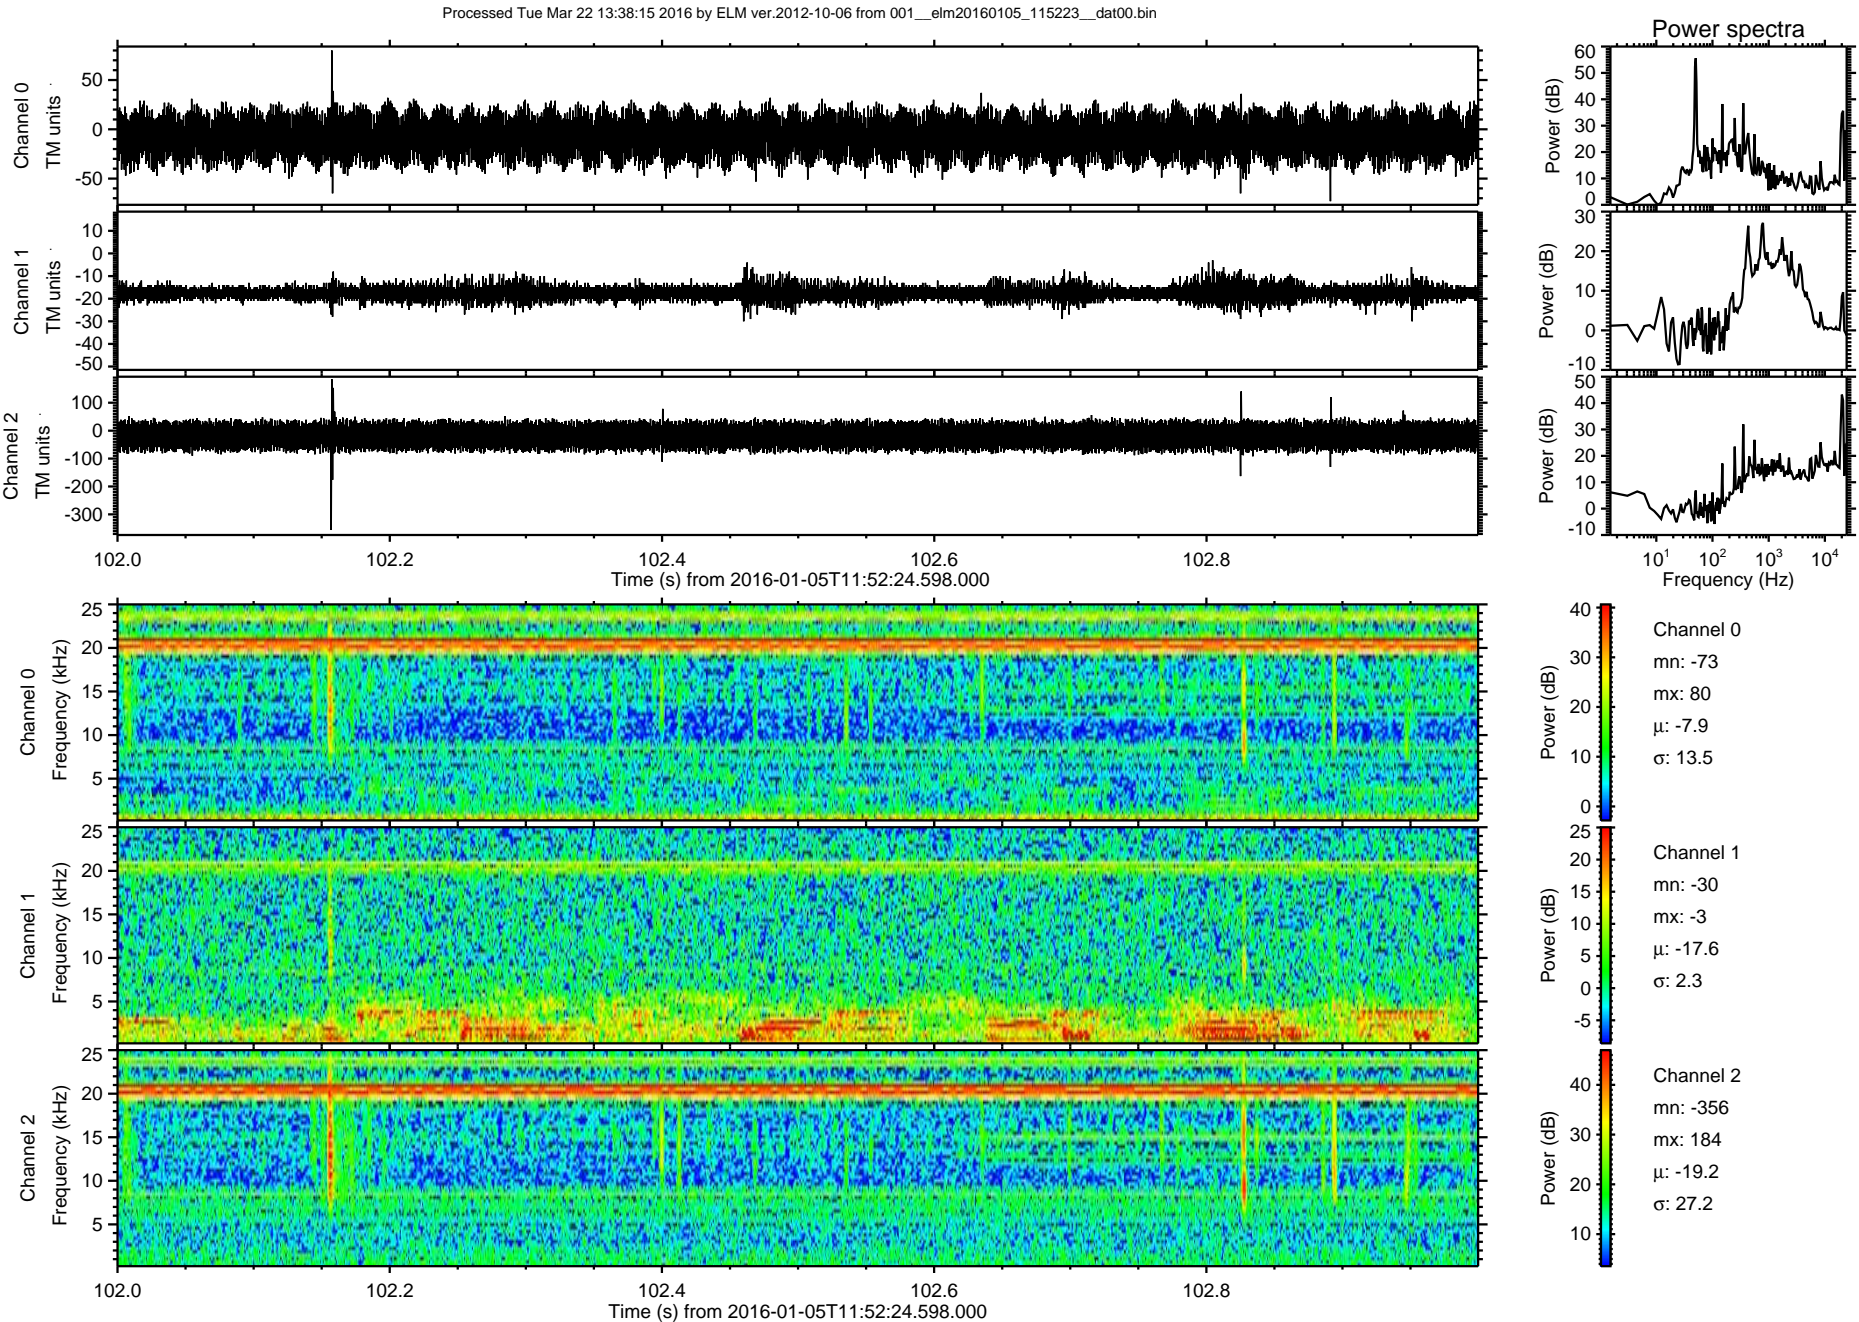 Processed Tue Mar 22 13:38:15 2016 by ELM ver.2012-10-06 from 001__elm20160105_115223__dat00.bin
Power spectra
Channel 0
TM units
50
0
-50
Power (dB)
60
50
40
30
20
10
0
Channel 1
TM units
10
0
-10
-20
-30
-40
-50
Power (dB)
30
20
10
0
-10
Channel 2
TM units
100
0
-100
-200
-300
Power (dB)
50
40
30
20
10
0
-10
102.0 102.2 102.4 102.6 102.8
Time (s) from 2016-01-05T11:52:24.598.000
10¹ 10² 10³ 10⁴
Frequency (Hz)
Channel 0
Frequency (kHz)
25
20
15
10
5
Power (dB)
40
30
20
10
0
Channel 0
mn: -73
mx: 80
μ: -7.9
σ: 13.5
Channel 1
Frequency (kHz)
25
20
15
10
5
Power (dB)
25
20
15
10
5
0
-5
Channel 1
mn: -30
mx: -3
μ: -17.6
σ: 2.3
Channel 2
Frequency (kHz)
25
20
15
10
5
Power (dB)
40
30
20
10
Channel 2
mn: -356
mx: 184
μ: -19.2
σ: 27.2
102.0 102.2 102.4 102.6 102.8
Time (s) from 2016-01-05T11:52:24.598.000